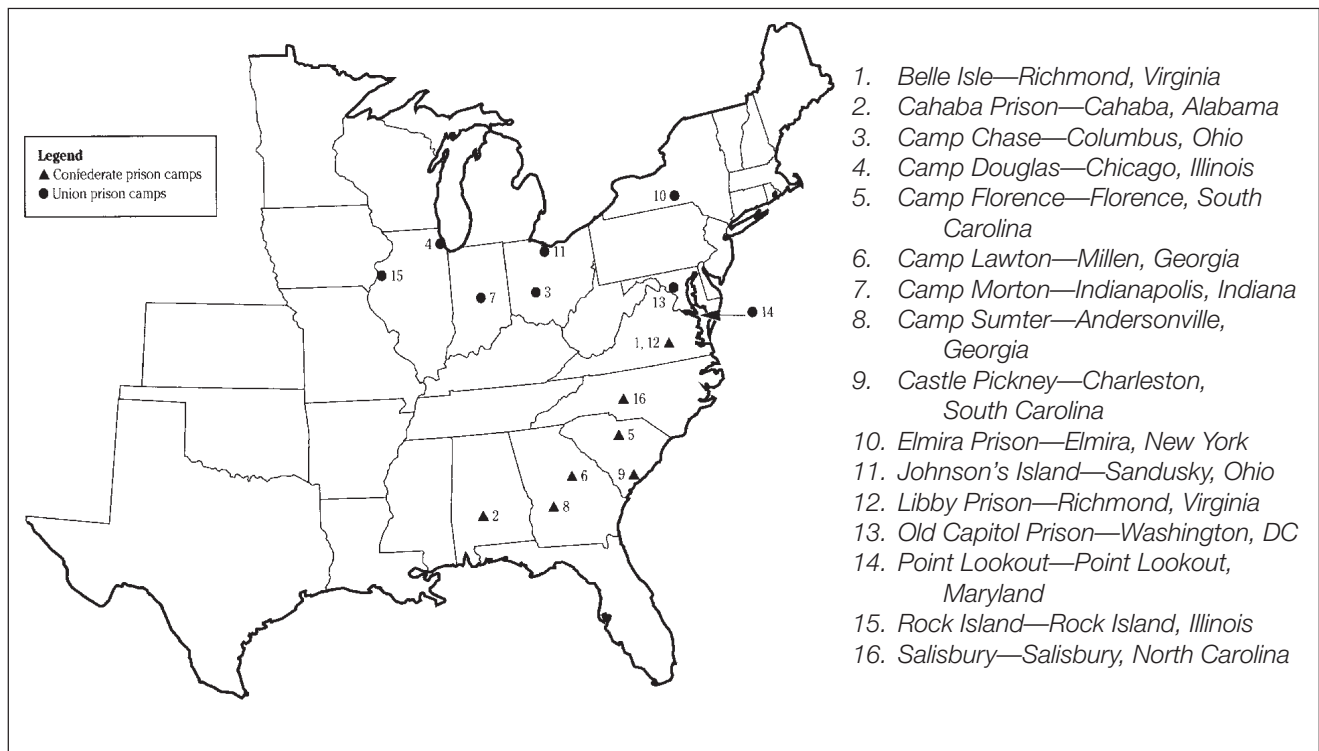 Legend
▲ Confederate prison camps
● Union prison camps
10
4
11
15
7
3
13
14
1, 12
16
5
6
9
8
2
1. Belle Isle—Richmond, Virginia
2. Cahaba Prison—Cahaba, Alabama
3. Camp Chase—Columbus, Ohio
4. Camp Douglas—Chicago, Illinois
5. Camp Florence—Florence, South
Carolina
6. Camp Lawton—Millen, Georgia
7. Camp Morton—Indianapolis, Indiana
8. Camp Sumter—Andersonville,
Georgia
9. Castle Pickney—Charleston,
South Carolina
10. Elmira Prison—Elmira, New York
11. Johnson’s Island—Sandusky, Ohio
12. Libby Prison—Richmond, Virginia
13. Old Capitol Prison—Washington, DC
14. Point Lookout—Point Lookout,
Maryland
15. Rock Island—Rock Island, Illinois
16. Salisbury—Salisbury, North Carolina